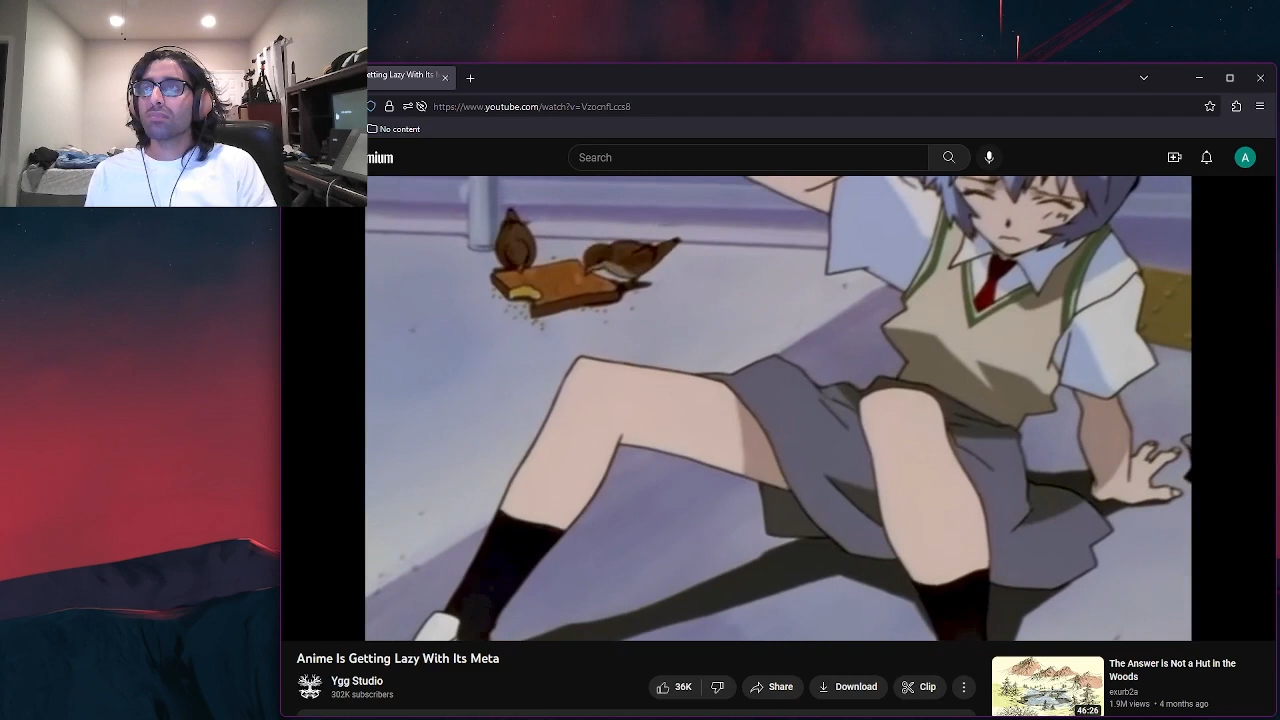 etting Lazy With Its
https://www.youtube.com/watch?v=VzocnfLccs8
No content
mium
Search
A
Anime Is Getting Lazy With Its Meta
Ygg Studio
302K subscribers
36K
Share
Download
Clip
46:26
The Answer is Not a Hut in the
Woods
exurb2a
1.9M views • 4 months ago